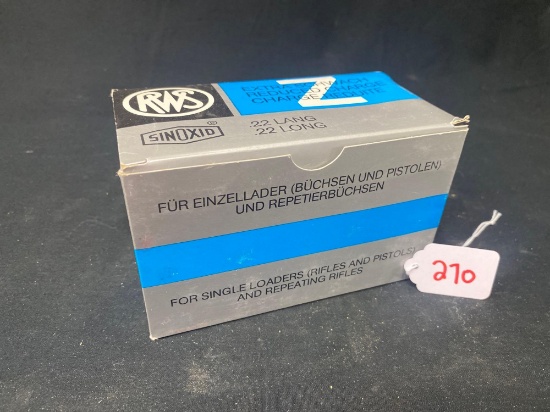 RWS
SINOXID®
Z
.22 LANG
.22 LONG
FÜR EINZELLADER (BÜCHSEN UND PISTOLEN)
UND REPETIERBÜCHSEN
FOR SINGLE LOADERS (RIFLES AND PISTOLS)
AND REPEATING RIFLES
270